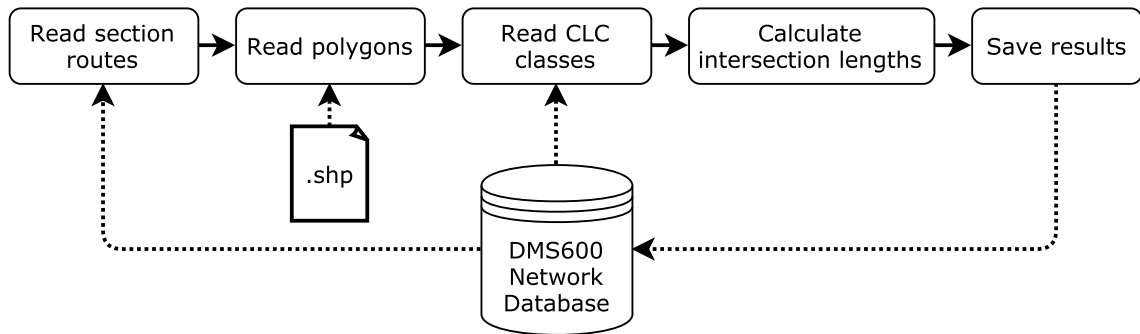 Read section
routes
Read polygons
Read CLC
classes
Calculate
intersection lengths
Save results
.shp
DMS600
Network
Database